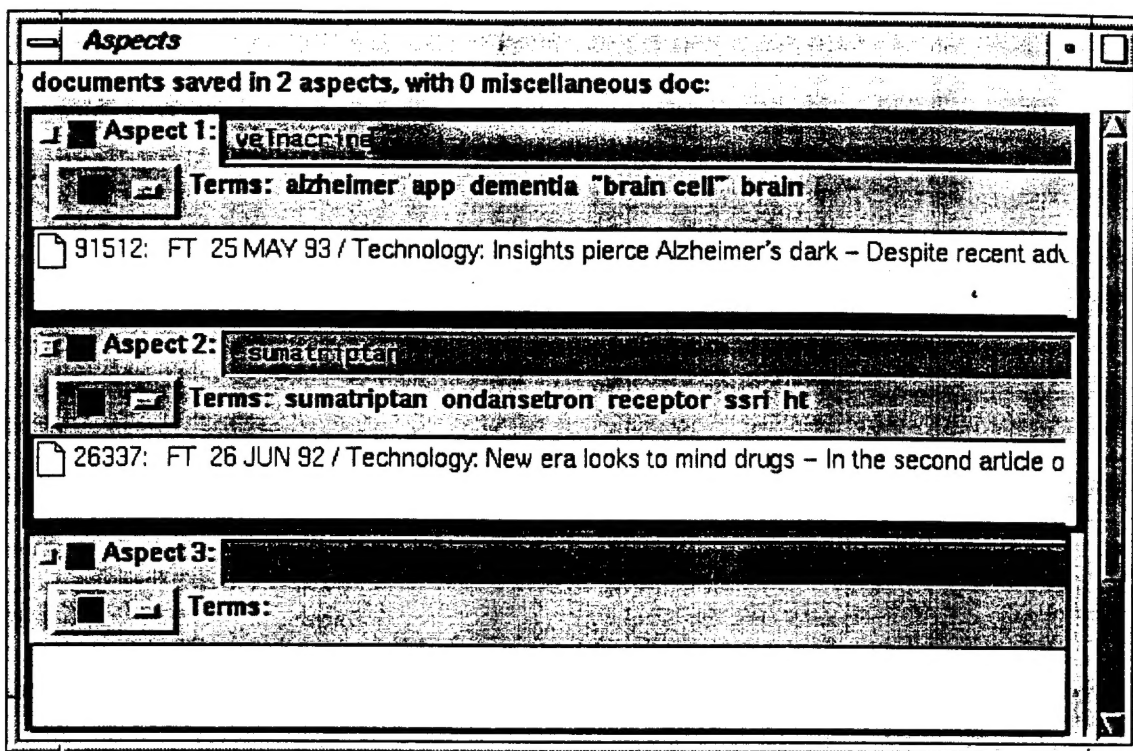 Aspects
documents saved in 2 aspects, with 0 miscellaneous doc:
Aspect 1: velnacrine
Terms: alzheimer app dementia "brain cell" brain
91512: FT 25 MAY 93 / Technology: Insights pierce Alzheimer's dark – Despite recent adv
Aspect 2: sumatriptan
Terms: sumatriptan ondansetron receptor ssri ht
26337: FT 26 JUN 92 / Technology: New era looks to mind drugs – In the second article o
Aspect 3:
Terms: